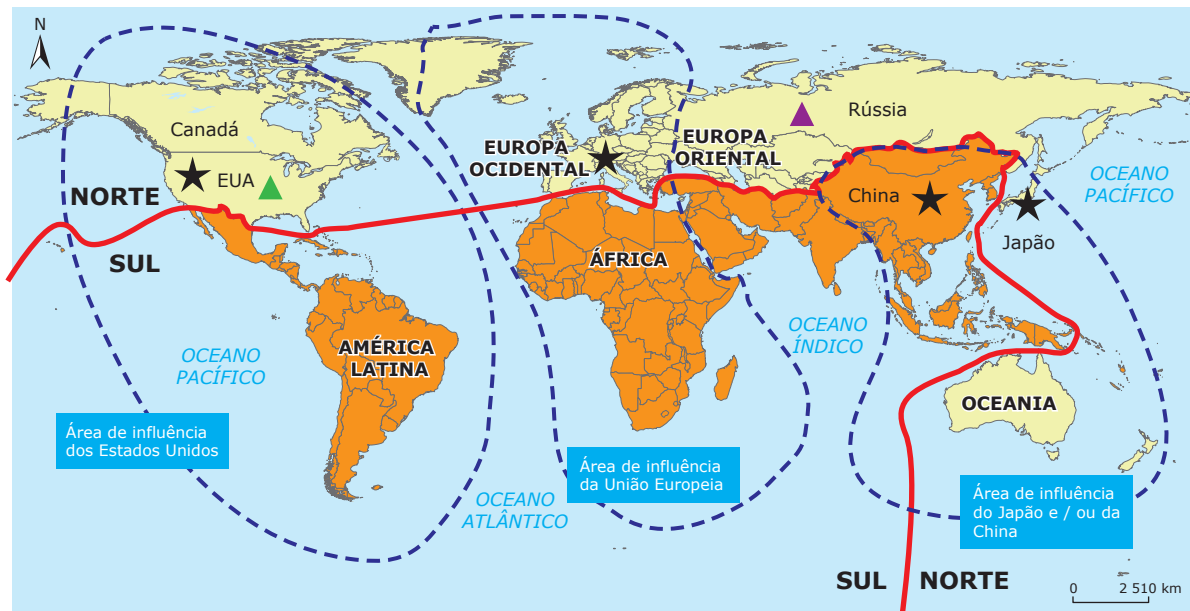 N
Canadá
EUA
NORTE
SUL
EUROPA
OCIDENTAL
EUROPA
ORIENTAL
Rússia
China
Japão
OCEANO
PACÍFICO
ÁFRICA
AMÉRICA
LATINA
OCEANO
PACÍFICO
OCEANO
ÍNDICO
OCEANIA
Área de influência
dos Estados Unidos
OCEANO
ATLÂNTICO
Área de influência
da União Europeia
Área de influência
do Japão e / ou da
China
SUL
NORTE
0 2 510 km